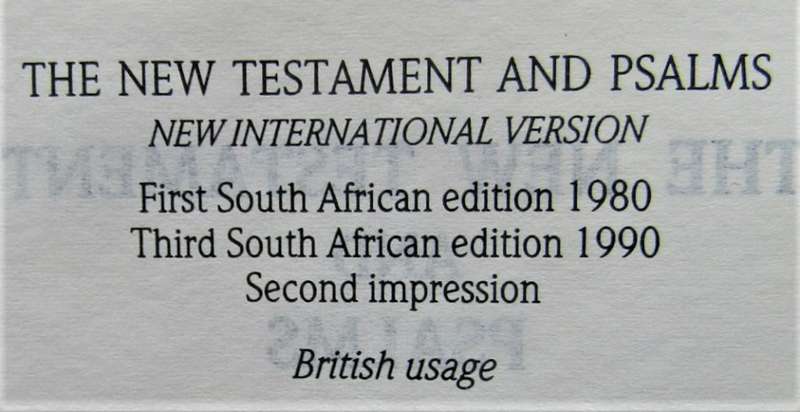 THE NEW TESTAMENT AND PSALMS
NEW INTERNATIONAL VERSION
First South African edition 1980
Third South African edition 1990
Second impression
British usage